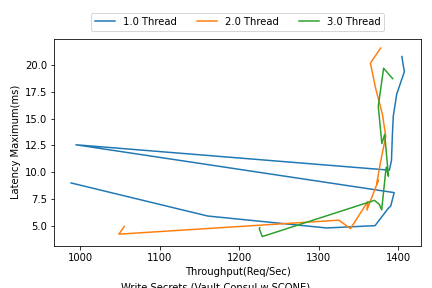 1.0 Thread 2.0 Thread 3.0 Thread
Latency Maximum(ms)
20.0
17.5
15.0
12.5
10.0
7.5
5.0
1000 1100 1200 1300 1400
Throughput(Req/Sec)
Write Secrets (Vault Consul w SCONE)